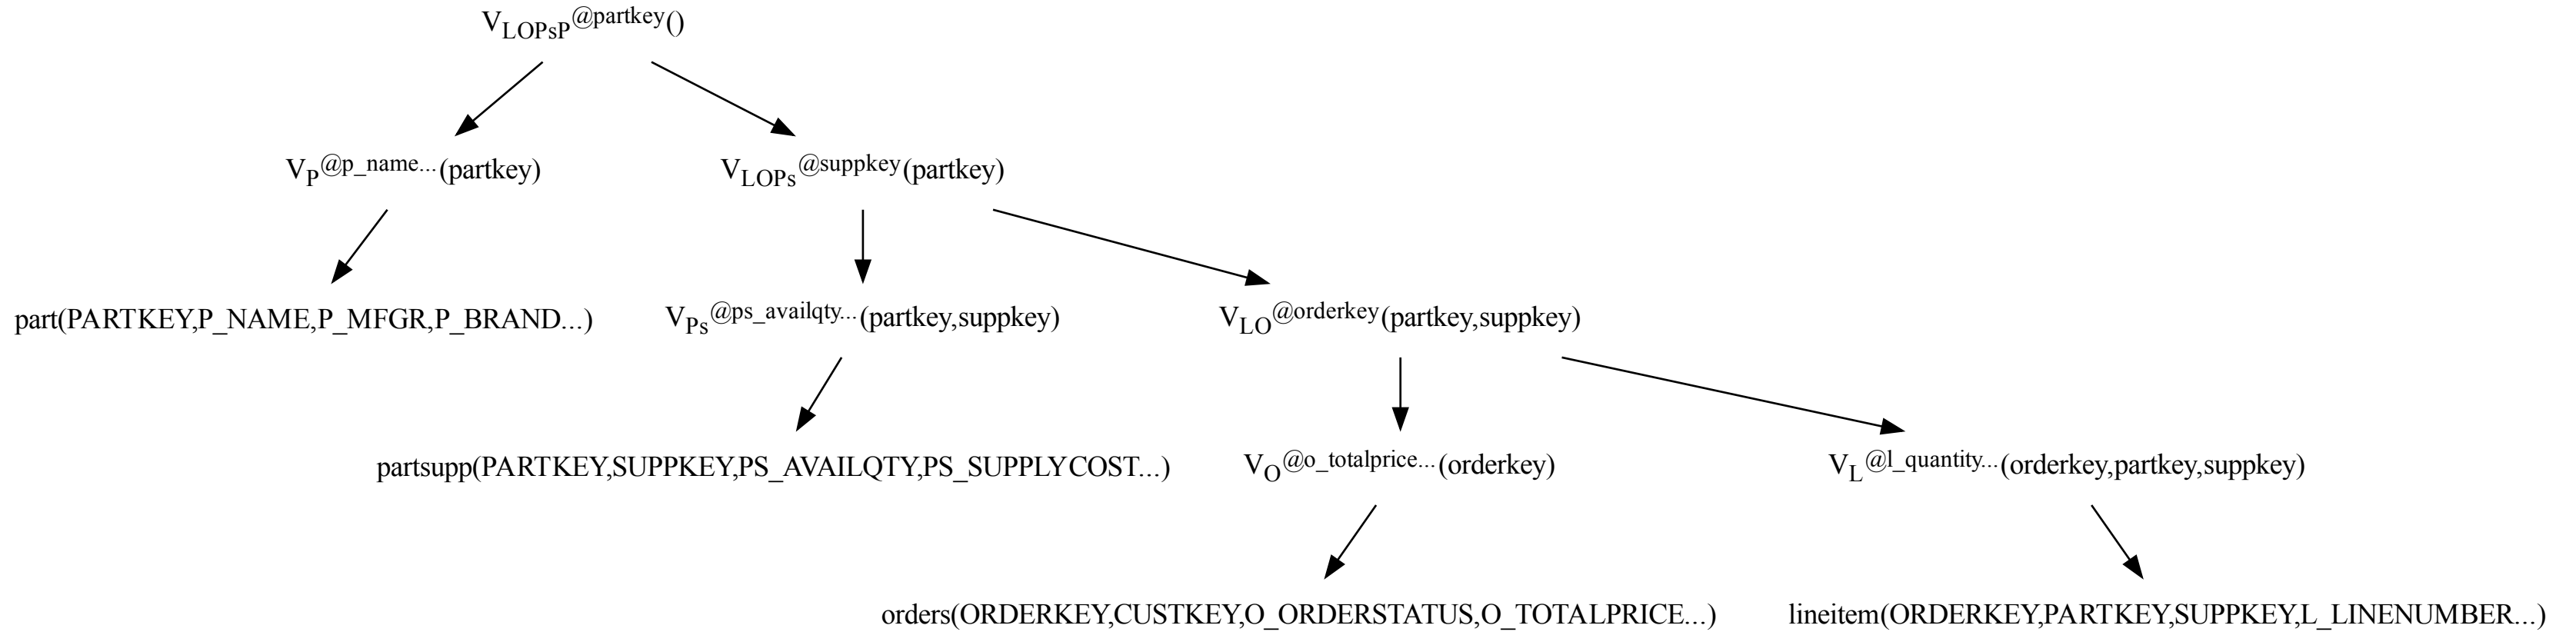 V_LOPsP^@partkey()
V_P^@p_name...(partkey)
V_LOPs^@suppkey(partkey)
part(PARTKEY,P_NAME,P_MFGR,P_BRAND...)
V_Ps^@ps_availqty...(partkey,suppkey)
V_LO^@orderkey(partkey,suppkey)
partsupp(PARTKEY,SUPPKEY,PS_AVAILQTY,PS_SUPPLYCOST...)
V_O^@o_totalprice...(orderkey)
V_L^@l_quantity...(orderkey,partkey,suppkey)
orders(ORDERKEY,CUSTKEY,O_ORDERSTATUS,O_TOTALPRICE...)
lineitem(ORDERKEY,PARTKEY,SUPPKEY,L_LINENUMBER...)